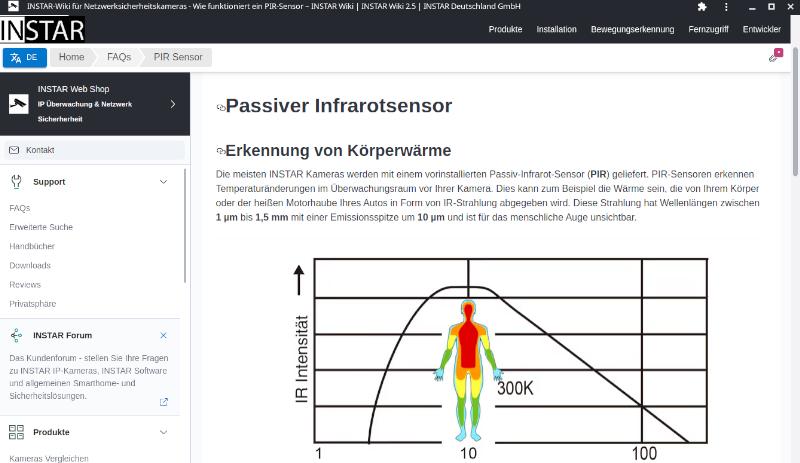 INSTAR-Wiki für Netzwerksicherheitskameras - Wie funktioniert ein PIR-Sensor – INSTAR Wiki | INSTAR Wiki 2.5 | INSTAR Deutschland GmbH
INSTAR
Produkte Installation Bewegungserkennung Fernzugriff Entwickler
DE Home FAQs PIR Sensor
INSTAR Web Shop
IP Überwachung & Netzwerk
Sicherherheit
Kontakt
Support
FAQs
Erweiterte Suche
Handbücher
Downloads
Reviews
Privatsphäre
INSTAR Forum
Das Kundenforum - stellen Sie Ihre Fragen
zu INSTAR IP-Kameras, INSTAR Software
und allgemeinen Smarthome- und
Sicherheitslösungen.
Produkte
Kameras Vergleichen
Passiver Infrarotsensor
Erkennung von Körperwärme
Die meisten INSTAR Kameras werden mit einem vorinstallierten Passiv-Infrarot-Sensor (PIR) geliefert. PIR-Sensoren erkennen
Temperaturänderungen im Überwachungsraum vor Ihrer Kamera. Dies kann zum Beispiel die Wärme sein, die von Ihrem Körper
oder der heißen Motorhaube Ihres Autos in Form von IR-Strahlung abgegeben wird. Diese Strahlung hat Wellenlängen zwischen
1 µm bis 1,5 mm mit einer Emissionsspitze um 10 µm und ist für das menschliche Auge unsichtbar.
IR Intensität
300K
1 10 100